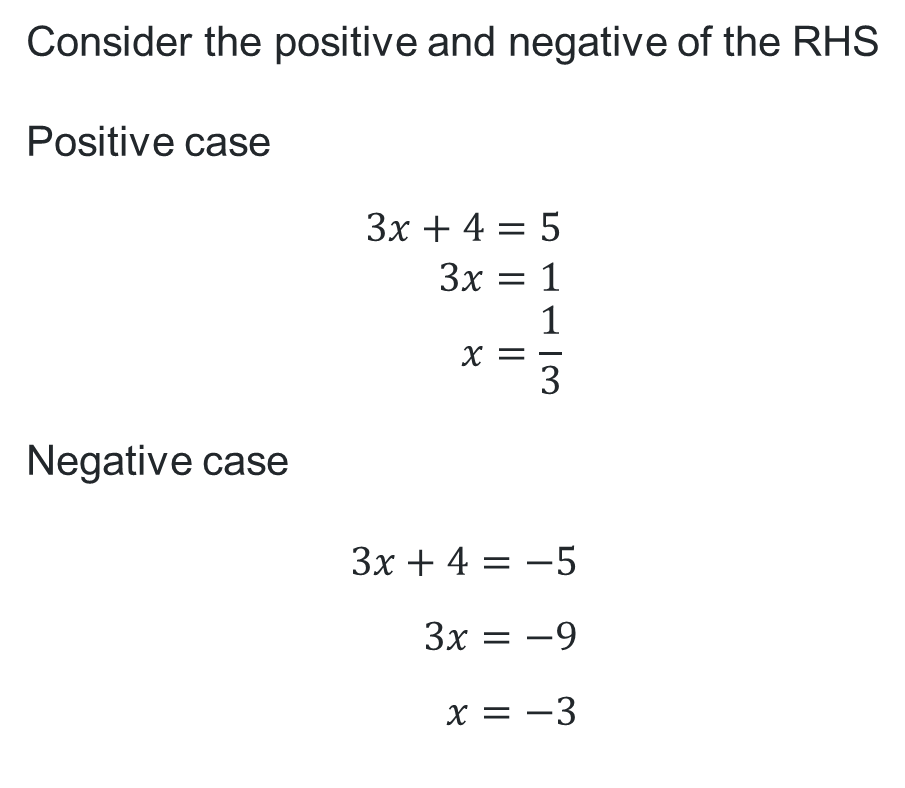 Consider the positive and negative of the RHS
Positive case
3x + 4 = 5
3x = 1
x = 1/3
Negative case
3x + 4 = −5
3x = −9
x = −3